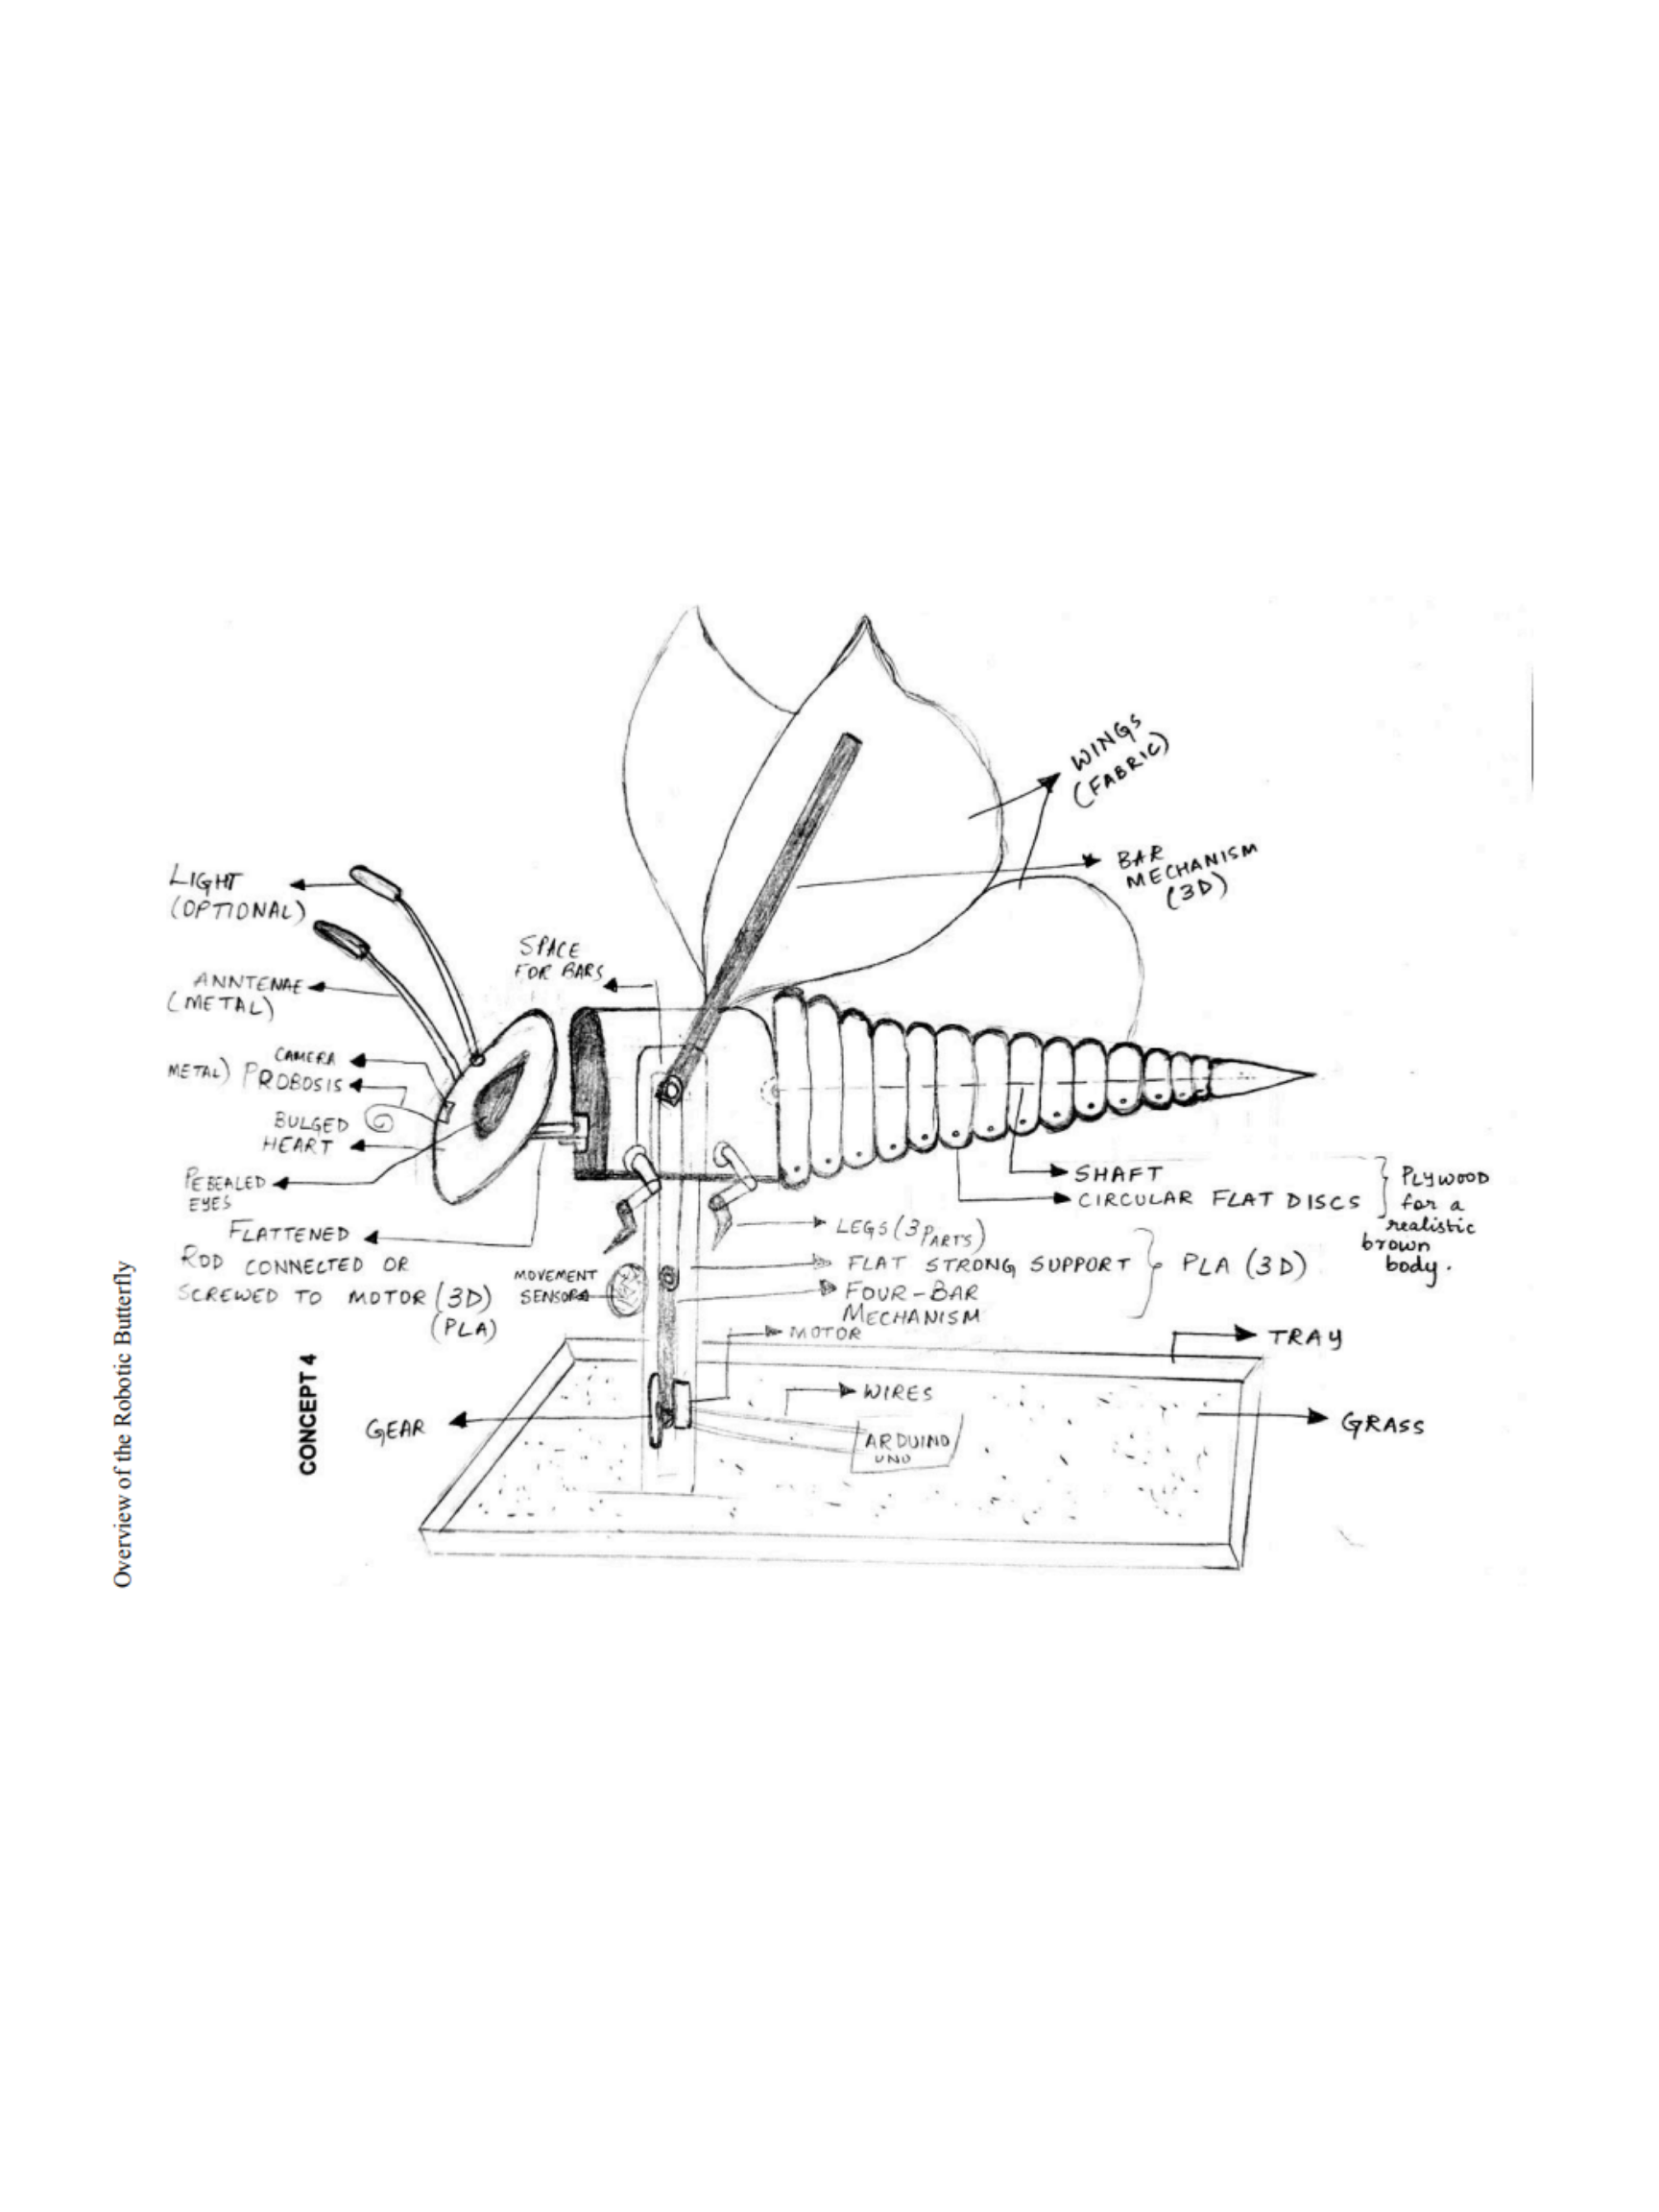 Overview of the Robotic Butterfly
CONCEPT 4
WINGS
(FABRIC)
BAR
MECHANISM
(3D)
LIGHT
(OPTIONAL)
SPACE
FOR BARS
ANNTENAE
(METAL)
CAMERA
METAL) PROBOSIS
BULGED
HEART
PEBEALED
EYES
FLATTENED
ROD CONNECTED OR
SCREWED TO MOTOR (3D)
(PLA)
MOVEMENT
SENSORS
SHAFT
CIRCULAR FLAT DISCS
PLYWOOD
for a
realistic
brown
body.
LEGS (3 PARTS)
FLAT STRONG SUPPORT
PLA (3D)
FOUR-BAR
MECHANISM
MOTOR
TRAY
WIRES
GEAR
ARDUINO
UNO
GRASS